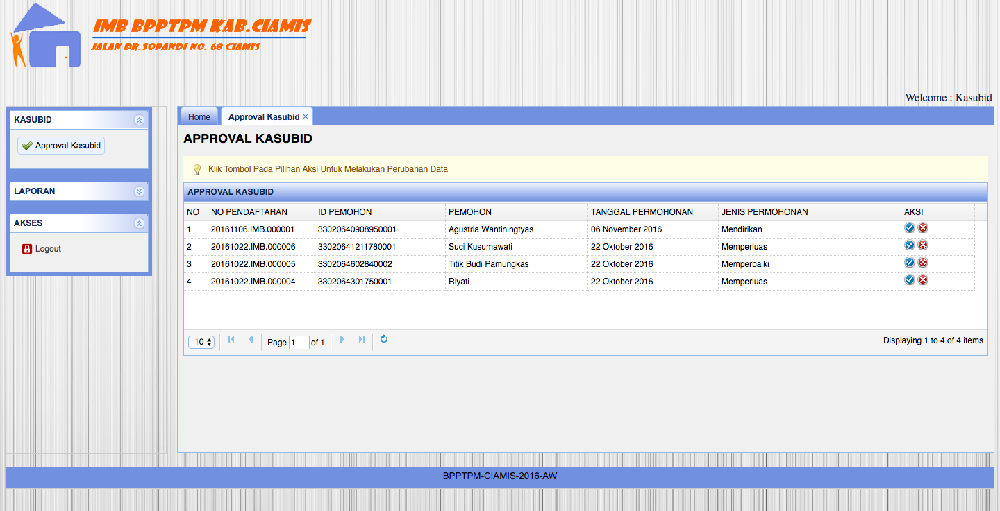 IMB BPPTPM KAB.CIAMIS
JALAN DR.SOPANDI NO. 68 CIAMIS
Welcome : Kasubid
KASUBID
Approval Kasubid
LAPORAN
AKSES
Logout
Home Approval Kasubid ×
APPROVAL KASUBID
Klik Tombol Pada Pilihan Aksi Untuk Melakukan Perubahan Data
APPROVAL KASUBID
NO NO PENDAFTARAN ID PEMOHON PEMOHON TANGGAL PERMOHONAN JENIS PERMOHONAN AKSI
1 20161106.IMB.000001 33020640908950001 Agustria Wantiningtyas 06 November 2016 Mendirikan
2 20161022.IMB.000006 33020641211780001 Suci Kusumawati 22 Oktober 2016 Memperluas
3 20161022.IMB.000005 3302064602840002 Titik Budi Pamungkas 22 Oktober 2016 Memperbaiki
4 20161022.IMB.000004 3302064301750001 Riyati 22 Oktober 2016 Memperluas
10 Page 1 of 1 Displaying 1 to 4 of 4 items
BPPTPM-CIAMIS-2016-AW